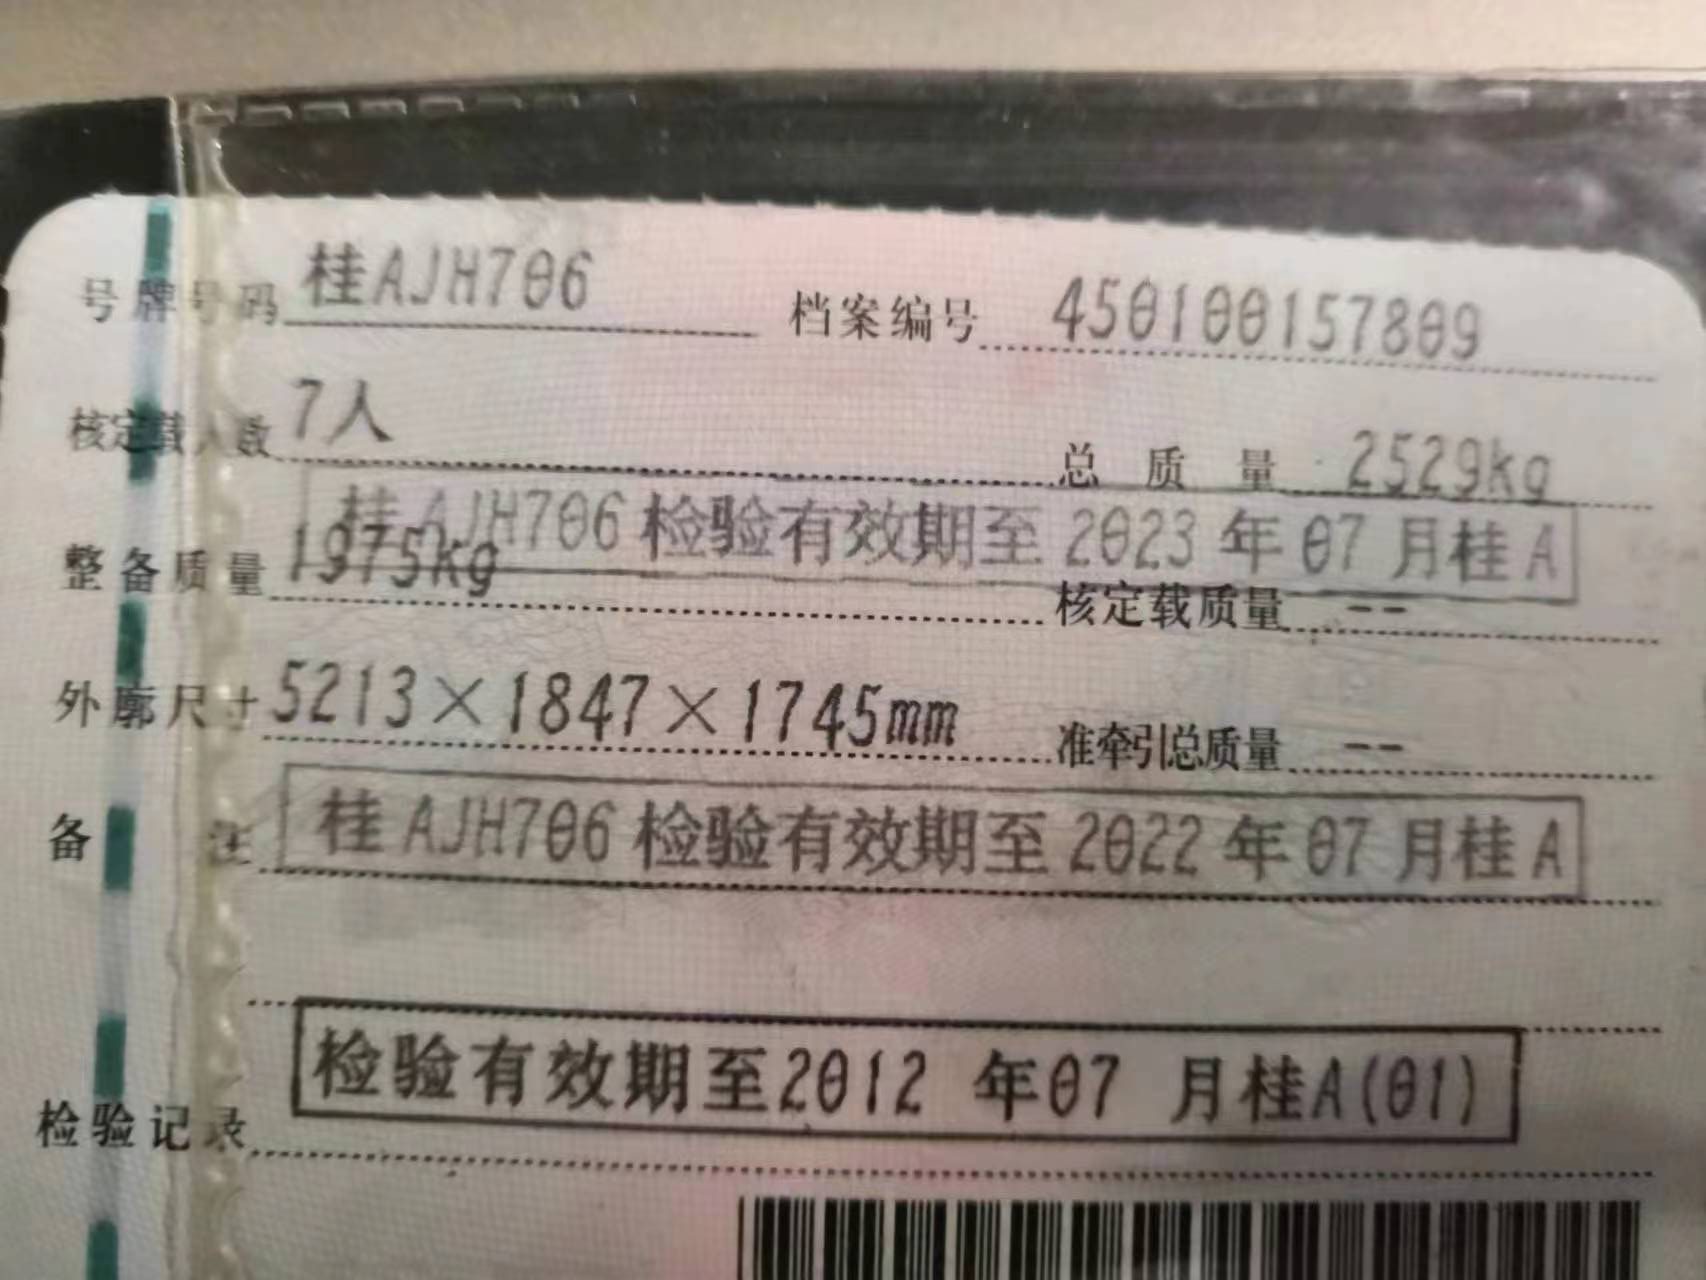 号牌号码 桂AJH706 档案编号 450100157809
核定载人数 7人 总质量 2529kg
桂AJH706检验有效期至2023年07月桂A
整备质量 1975kg 核定载质量 --
外廓尺寸 5213×1847×1745mm 准牵引总质量 --
备注 桂AJH706检验有效期至2022年07月桂A
检验记录 检验有效期至2012 年07 月桂A(01)